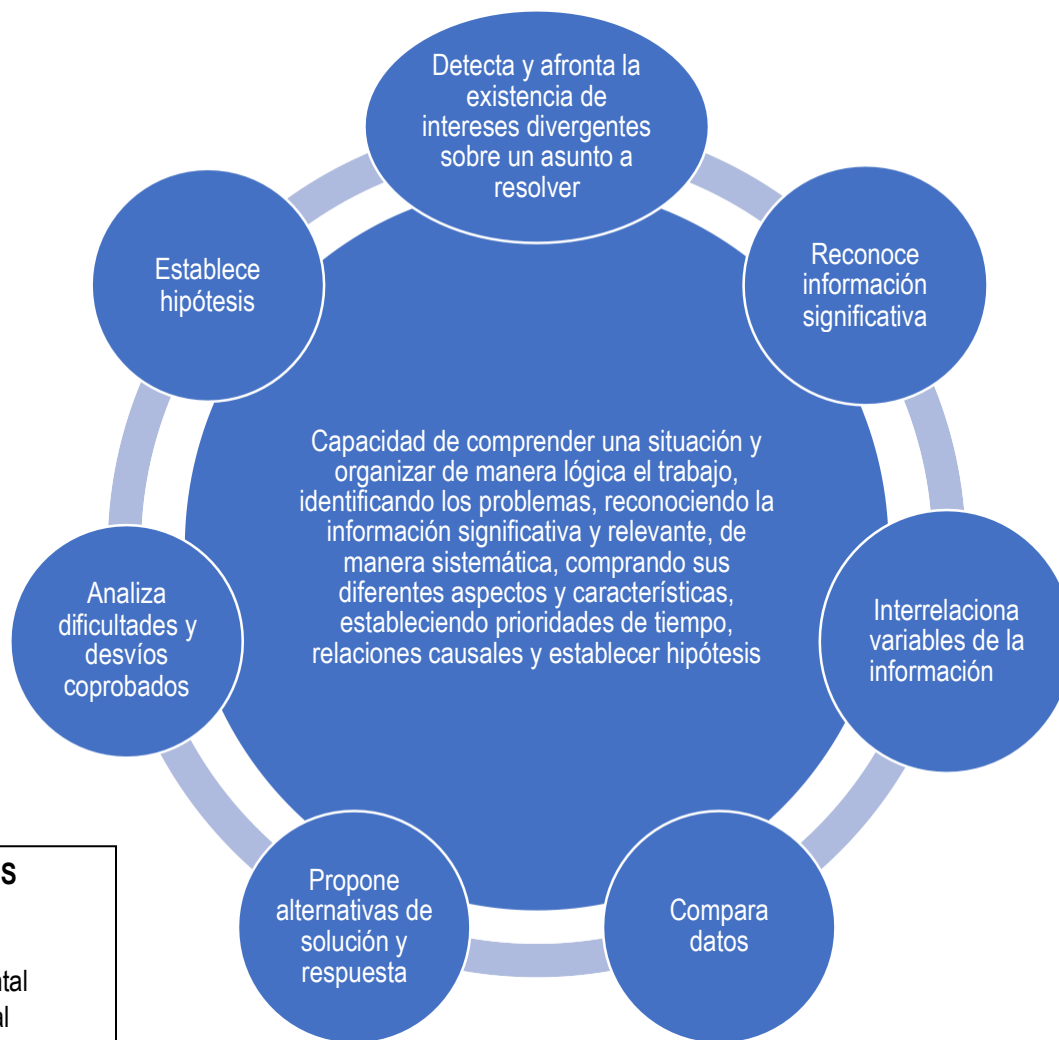 Detecta y afronta la
existencia de
intereses divergentes
sobre un asunto a
resolver
Reconoce
información
significativa
Interrelaciona
variables de la
información
Compara
datos
Propone
alternativas de
solución y
respuesta
Analiza
dificultades y
desvíos
coprobados
Establece
hipótesis
Capacidad de comprender una situación y
organizar de manera lógica el trabajo,
identificando los problemas, reconociendo la
información significativa y relevante, de
manera sistemática, comprando sus
diferentes aspectos y características,
estableciendo prioridades de tiempo,
relaciones causales y establecer hipótesis